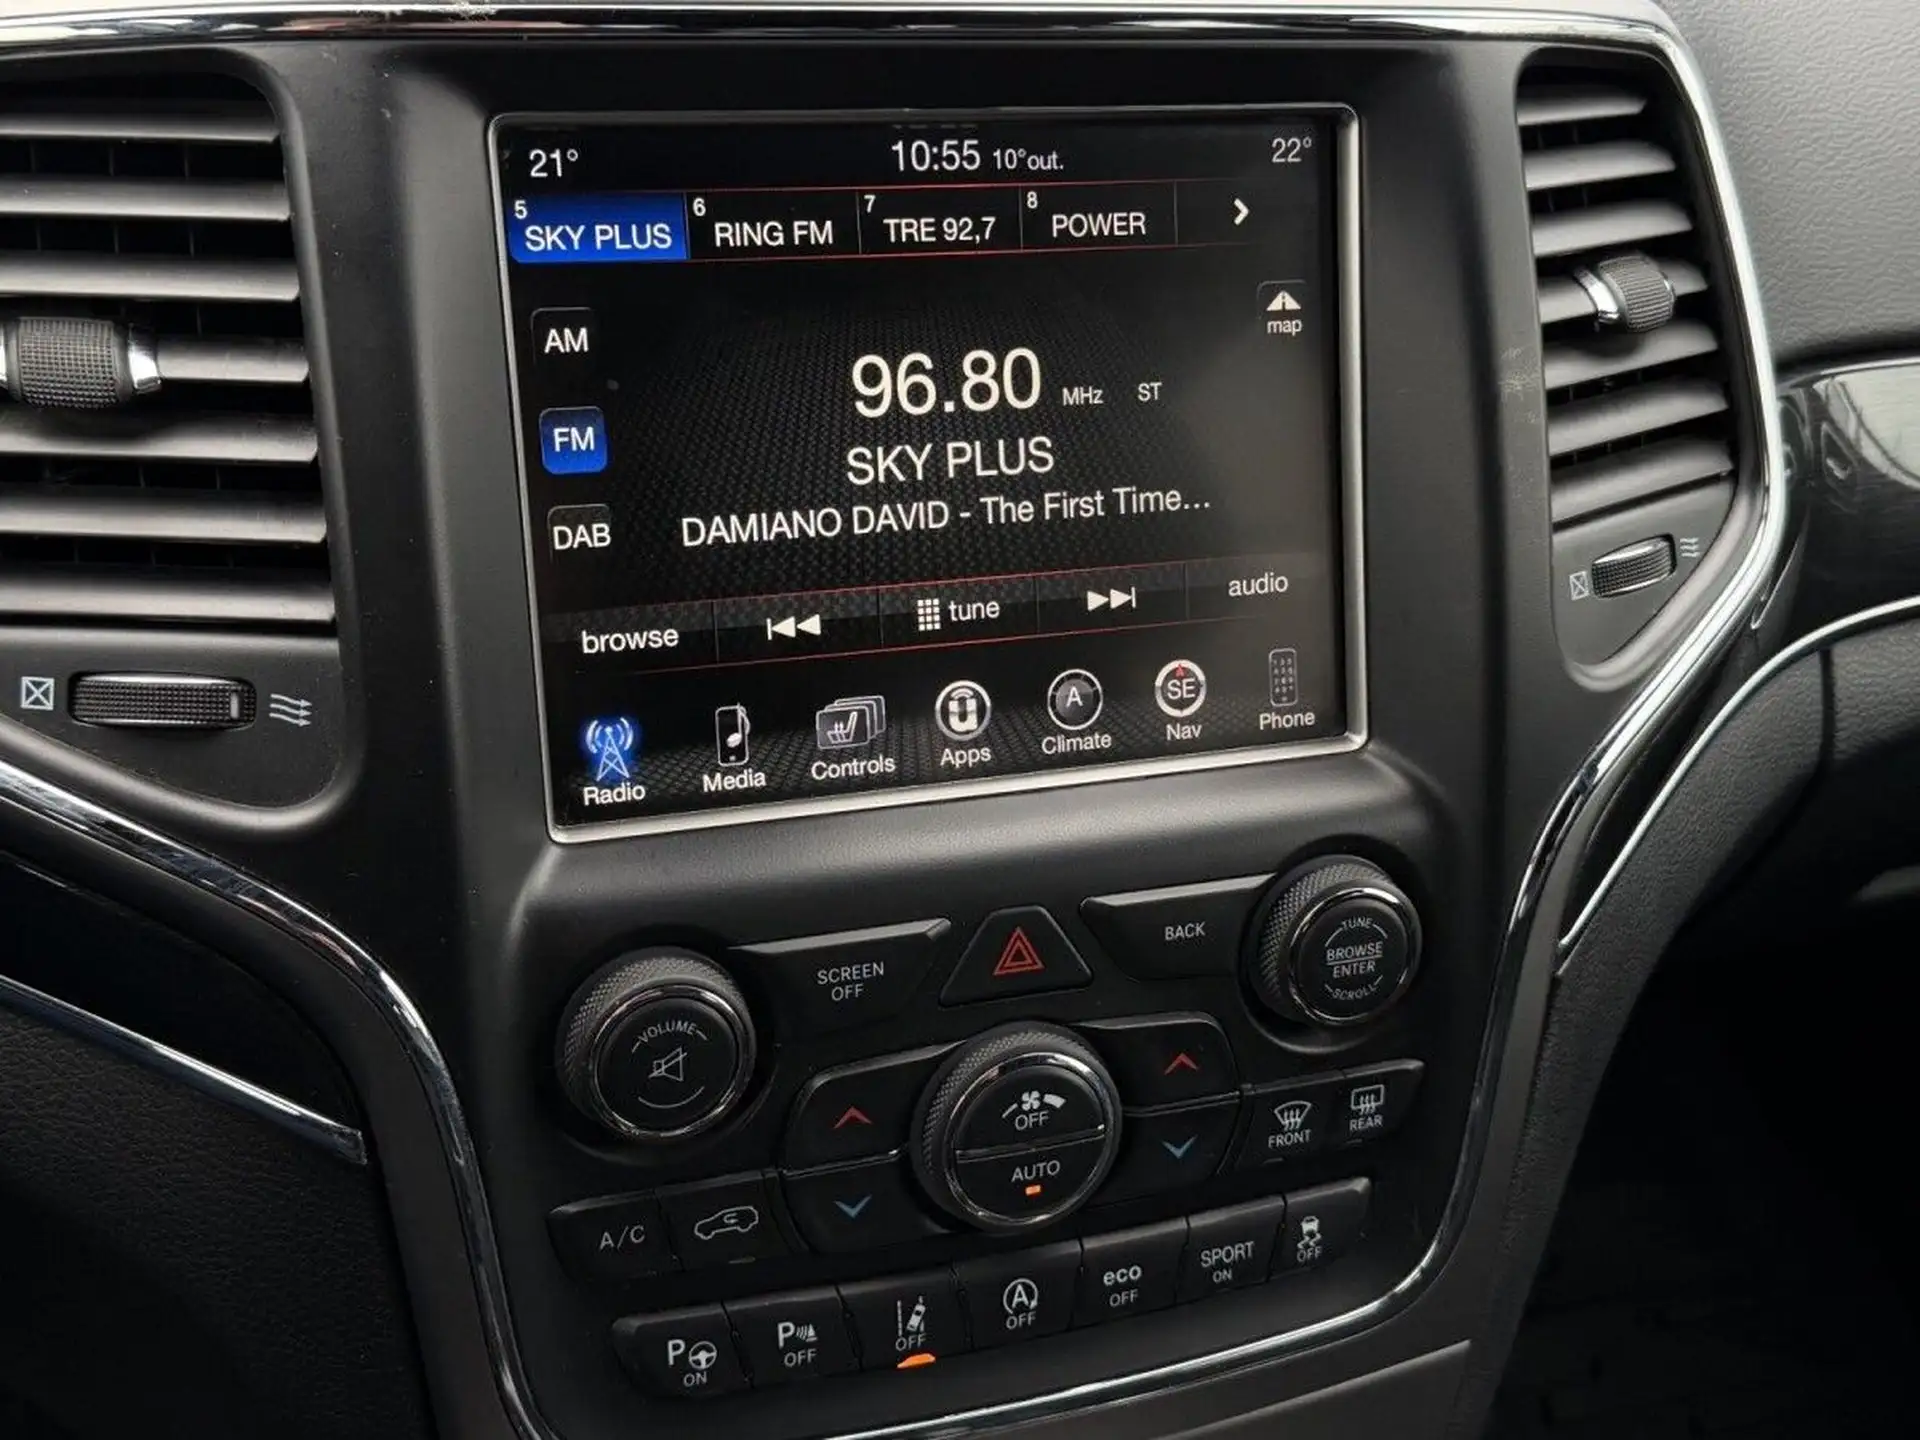 21° 10:55 10°out. 22°
5 SKY PLUS 6 RING FM 7 TRE 92,7 8 POWER
AM
map
96.80 MHz ST
FM
SKY PLUS
DAMIANO DAVID - The First Time...
DAB
browse tune audio
Radio Media Controls Apps A Climate SE Nav Phone
SCREEN
OFF
BACK
TUNE
BROWSE
ENTER
SCROLL
VOLUME
OFF
AUTO
FRONT REAR
A/C
P ON
P OFF
OFF
A OFF
eco
OFF
SPORT
ON
OFF